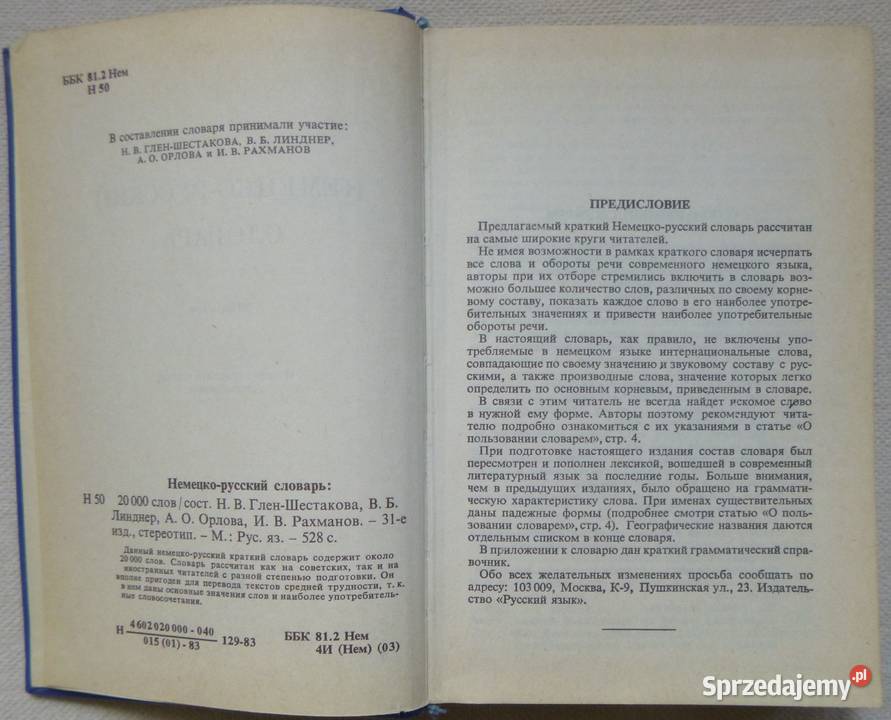 ББК 81.2 Нем
Н 50
В составлении словаря принимали участие:
Н. В. ГЛЕН-ШЕСТАКОВА, В. Б. ЛИНДНЕР,
А. О. ОРЛОВА и И. В. РАХМАНОВ
Немецко-русский словарь:
Н 50 20 000 слов/сост. Н. В. Глен-Шестакова, В. Б.
Линднер, А. О. Орлова, И. В. Рахманов. – 31-е
изд., стереотип. – М.: Рус. яз. – 528 с.
Данный немецко-русский краткий словарь содержит около
20 000 слов. Словарь рассчитан как на советских, так и на
иностранных читателей с разной степенью подготовки. Он
вполне пригоден для перевода текстов средней трудности, т. к.
в нем даны основные значения слов и наиболее употребитель-
ные словосочетания.
Н 4602020000 - 040
015 (01) - 83 129-83
ББК 81.2 Нем
4И (Нем) (03)
ПРЕДИСЛОВИЕ
Предлагаемый краткий Немецко-русский словарь рассчитан
на самые широкие круги читателей.
Не имея возможности в рамках краткого словаря исчерпать
все слова и обороты речи современного немецкого языка,
авторы при их отборе стремились включить в словарь воз-
можно большее количество слов, различных по своему корне-
вому составу, показать каждое слово в его наиболее употре-
бительных значениях и привести наиболее употребительные
обороты речи.
В настоящий словарь, как правило, не включены упо-
требляемые в немецком языке интернациональные слова,
совпадающие по своему значению и звуковому составу с рус-
скими, а также производные слова, значение которых легко
определить по основным корневым, приведенным в словаре.
В связи с этим читатель не всегда найдет искомое слово
в нужной ему форме. Авторы поэтому рекомендуют чита-
телю подробно ознакомиться с их указаниями в статье «О
пользовании словарем», стр. 4.
При подготовке настоящего издания состав словаря был
пересмотрен и пополнен лексикой, вошедшей в современный
литературный язык за последние годы. Больше внимания,
чем в предыдущих изданиях, было обращено на грамматиче-
скую характеристику слова. При именах существительных
даны падежные формы (подробнее смотри статью «О поль-
зовании словарем», стр. 4). Географические названия даются
отдельным списком в конце словаря.
В приложении к словарю дан краткий грамматический спра-
вочник.
Обо всех желательных изменениях просьба сообщать по
адресу: 103 009, Москва, К-9, Пушкинская ул., 23. Издатель-
ство «Русский язык».
Sprzedajemy.pl